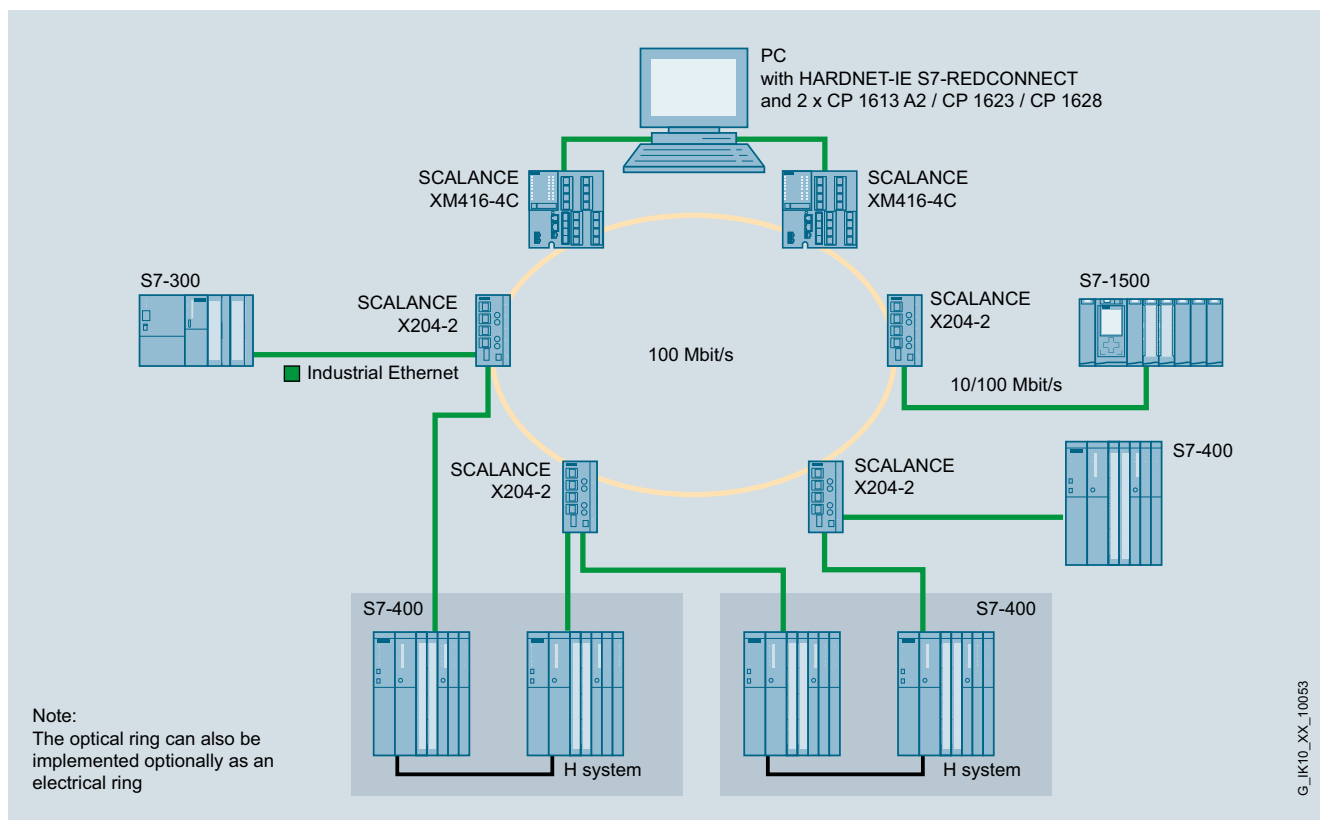 PC
with HARDNET-IE S7-REDCONNECT
and 2 x CP 1613 A2 / CP 1623 / CP 1628
SCALANCE
XM416-4C
SCALANCE
XM416-4C
S7-300
SCALANCE
X204-2
SCALANCE
X204-2
S7-1500
100 Mbit/s
Industrial Ethernet
10/100 Mbit/s
SCALANCE
X204-2
SCALANCE
X204-2
S7-400
S7-400
S7-400
H system
H system
Note:
The optical ring can also be
implemented optionally as an
electrical ring
G_IK10_XX_10053